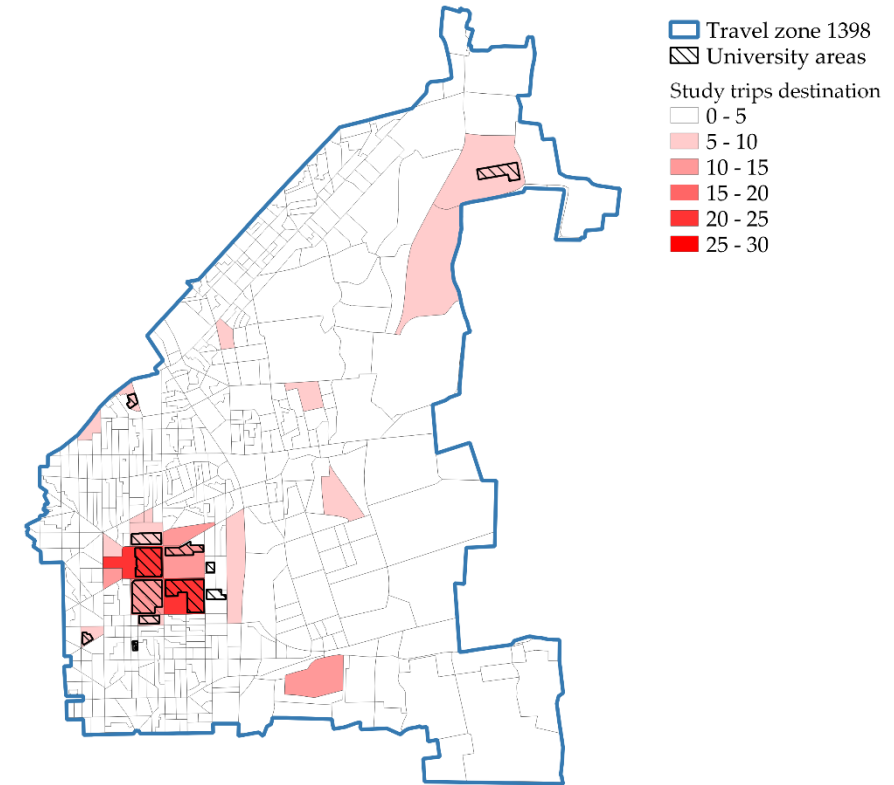 Travel zone 1398
University areas
Study trips destination
0 - 5
5 - 10
10 - 15
15 - 20
20 - 25
25 - 30